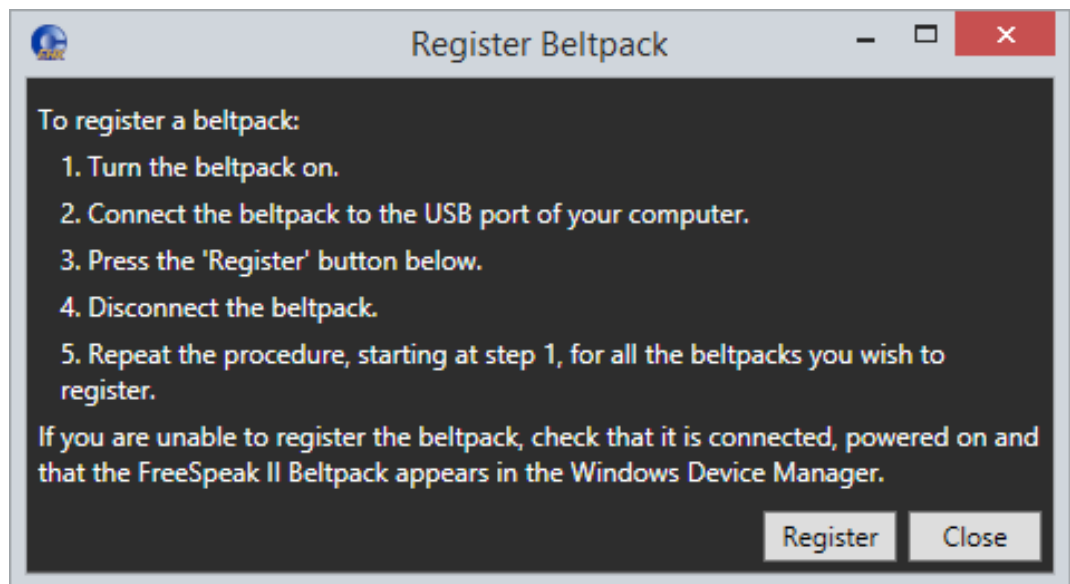 Register Beltpack
To register a beltpack:
1. Turn the beltpack on.
2. Connect the beltpack to the USB port of your computer.
3. Press the 'Register' button below.
4. Disconnect the beltpack.
5. Repeat the procedure, starting at step 1, for all the beltpacks you wish to
register.
If you are unable to register the beltpack, check that it is connected, powered on and
that the FreeSpeak II Beltpack appears in the Windows Device Manager.
Register Close